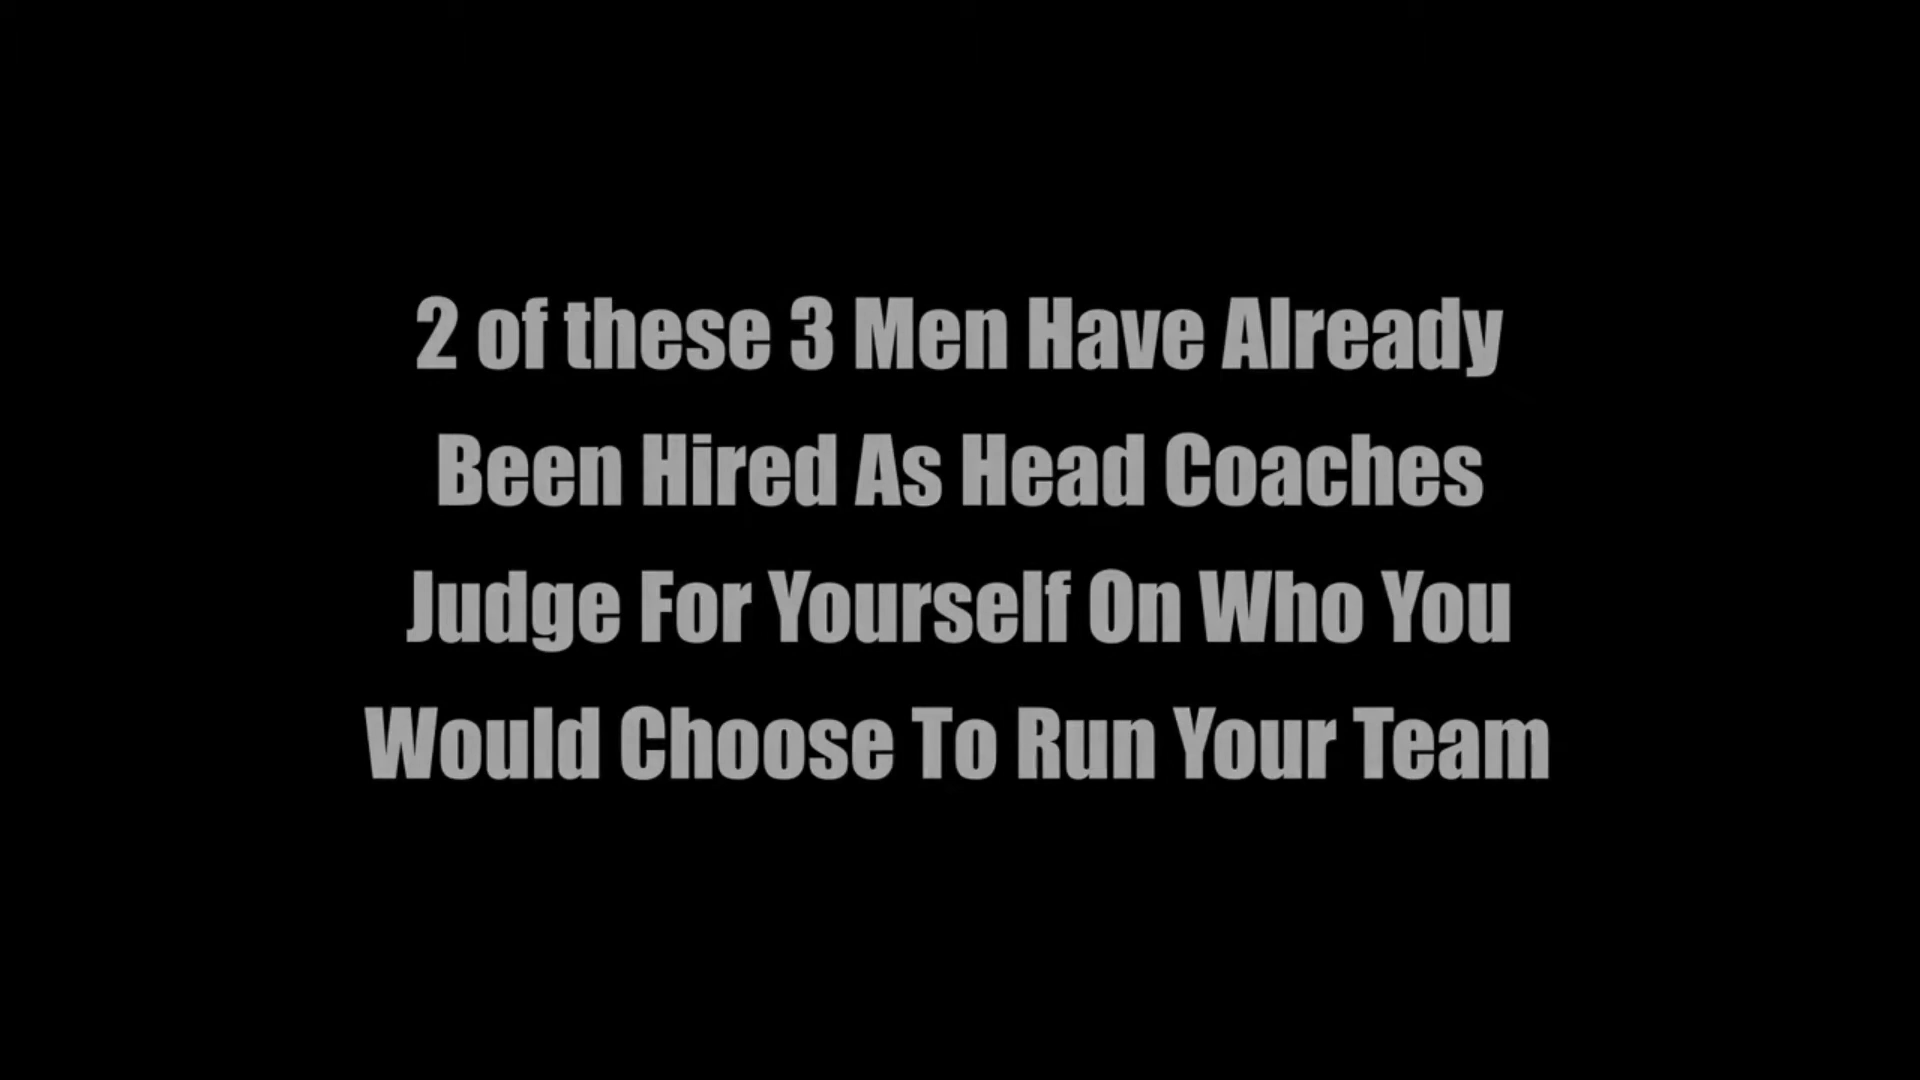 2 of these 3 Men Have Already
Been Hired As Head Coaches
Judge For Yourself On Who You
Would Choose To Run Your Team